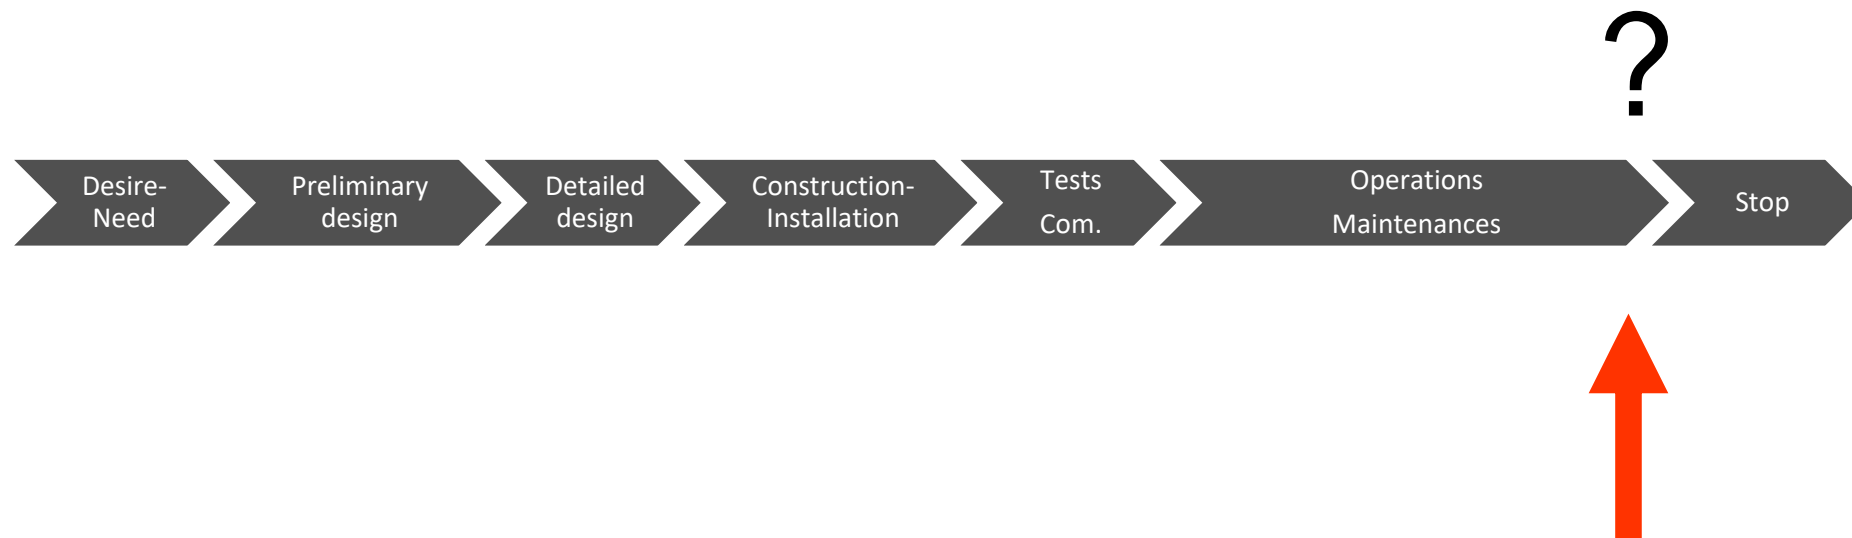 ?
Desire-
Need
Preliminary
design
Detailed
design
Construction-
Installation
Tests
Com.
Operations
Maintenances
Stop